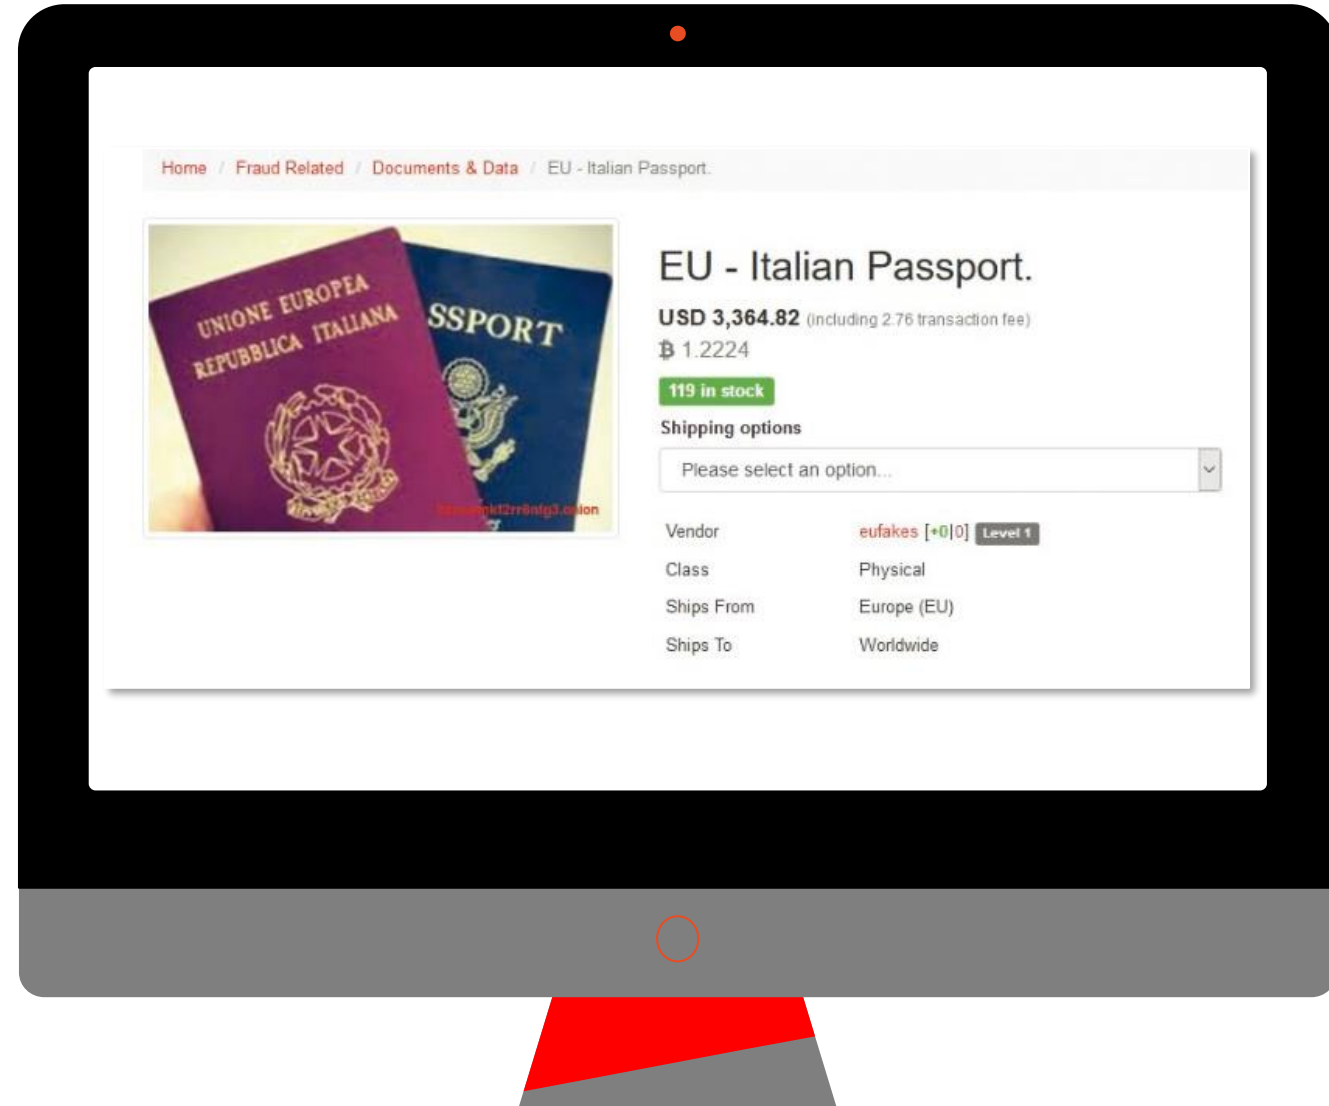 Home / Fraud Related / Documents & Data / EU - Italian Passport.
UNIONE EUROPEA
REPUBBLICA ITALIANA
SSPORT
EU - Italian Passport.
USD 3,364.82 (including 2.76 transaction fee)
฿ 1.2224
119 in stock
Shipping options
Please select an option...
Vendor eufakes [+0|0] Level 1
Class Physical
Ships From Europe (EU)
Ships To Worldwide